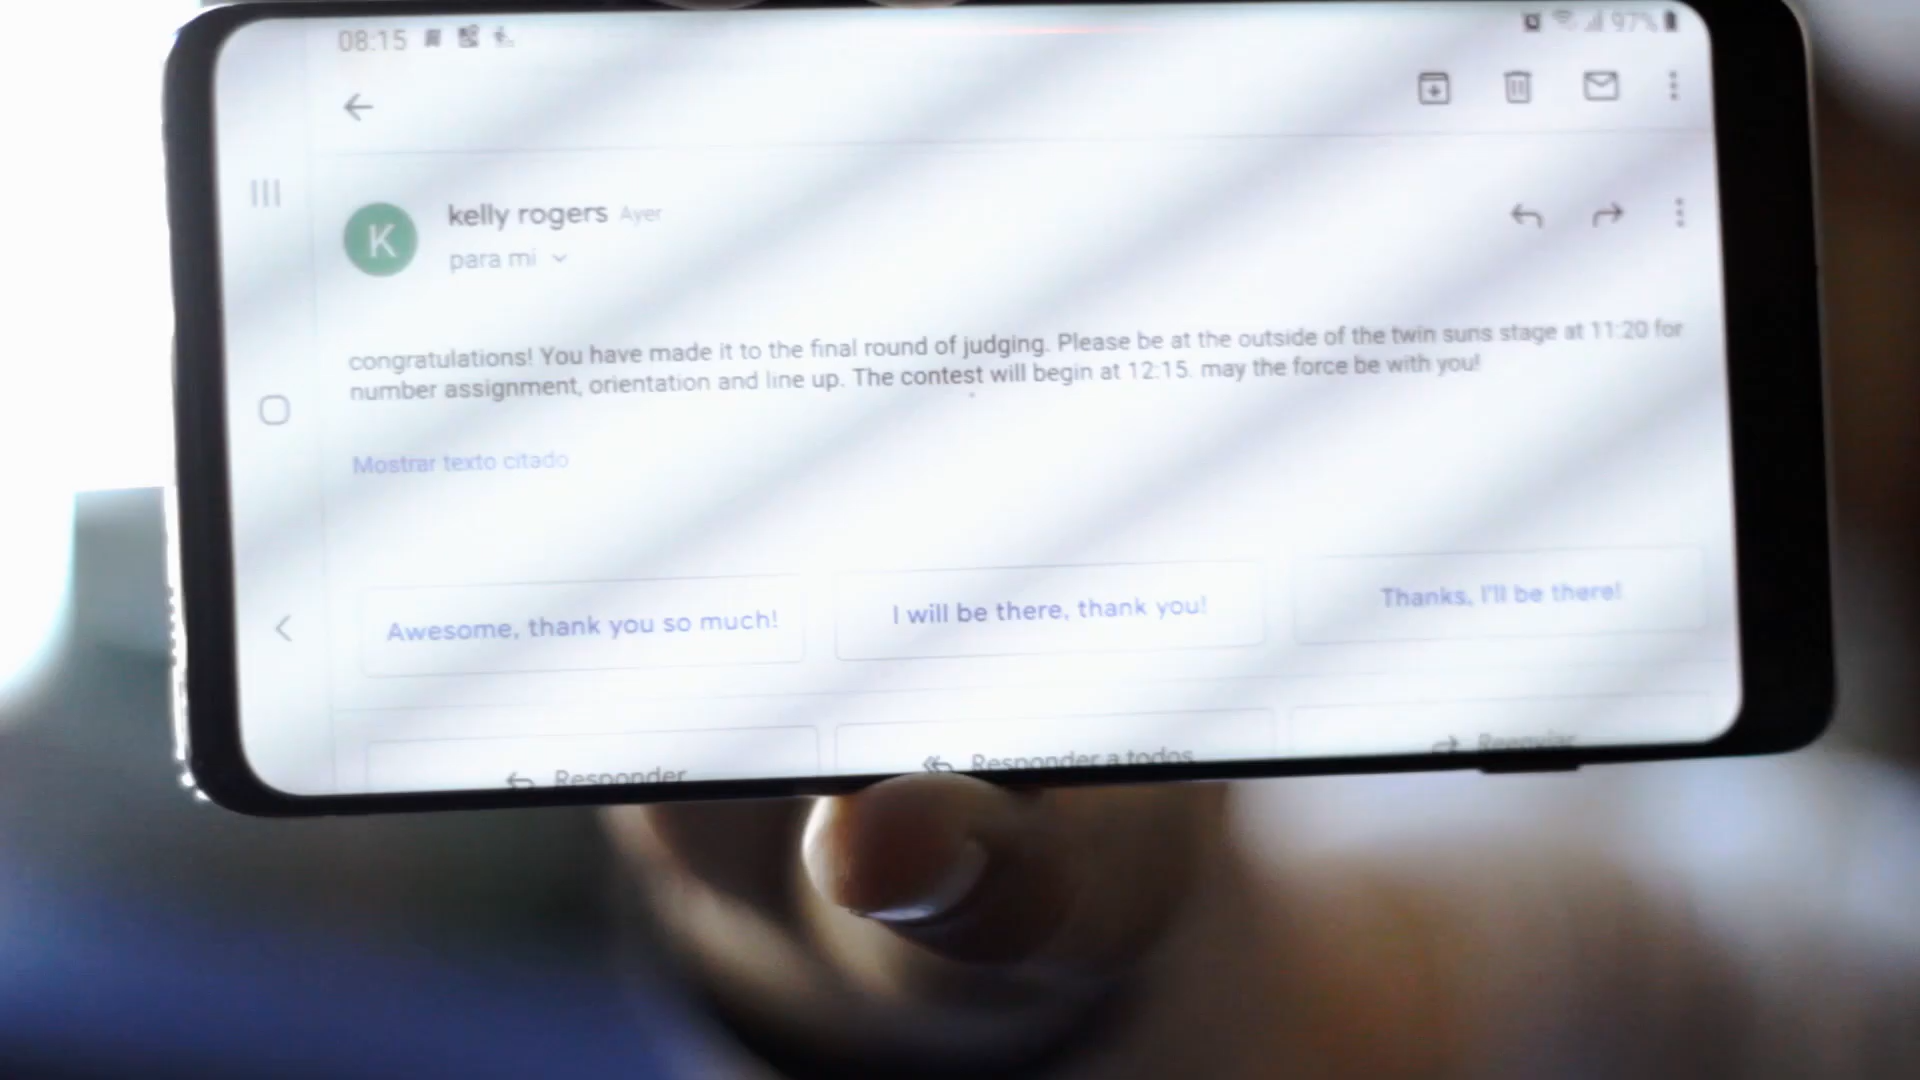 08:15 97%
K
kelly rogers Ayer
para mi
congratulations! You have made it to the final round of judging. Please be at the outside of the twin suns stage at 11:20 for
number assignment, orientation and line up. The contest will begin at 12:15. may the force be with you!
Mostrar texto citado
Awesome, thank you so much! I will be there, thank you! Thanks, I'll be there!
Responder Responder a todos Reenviar